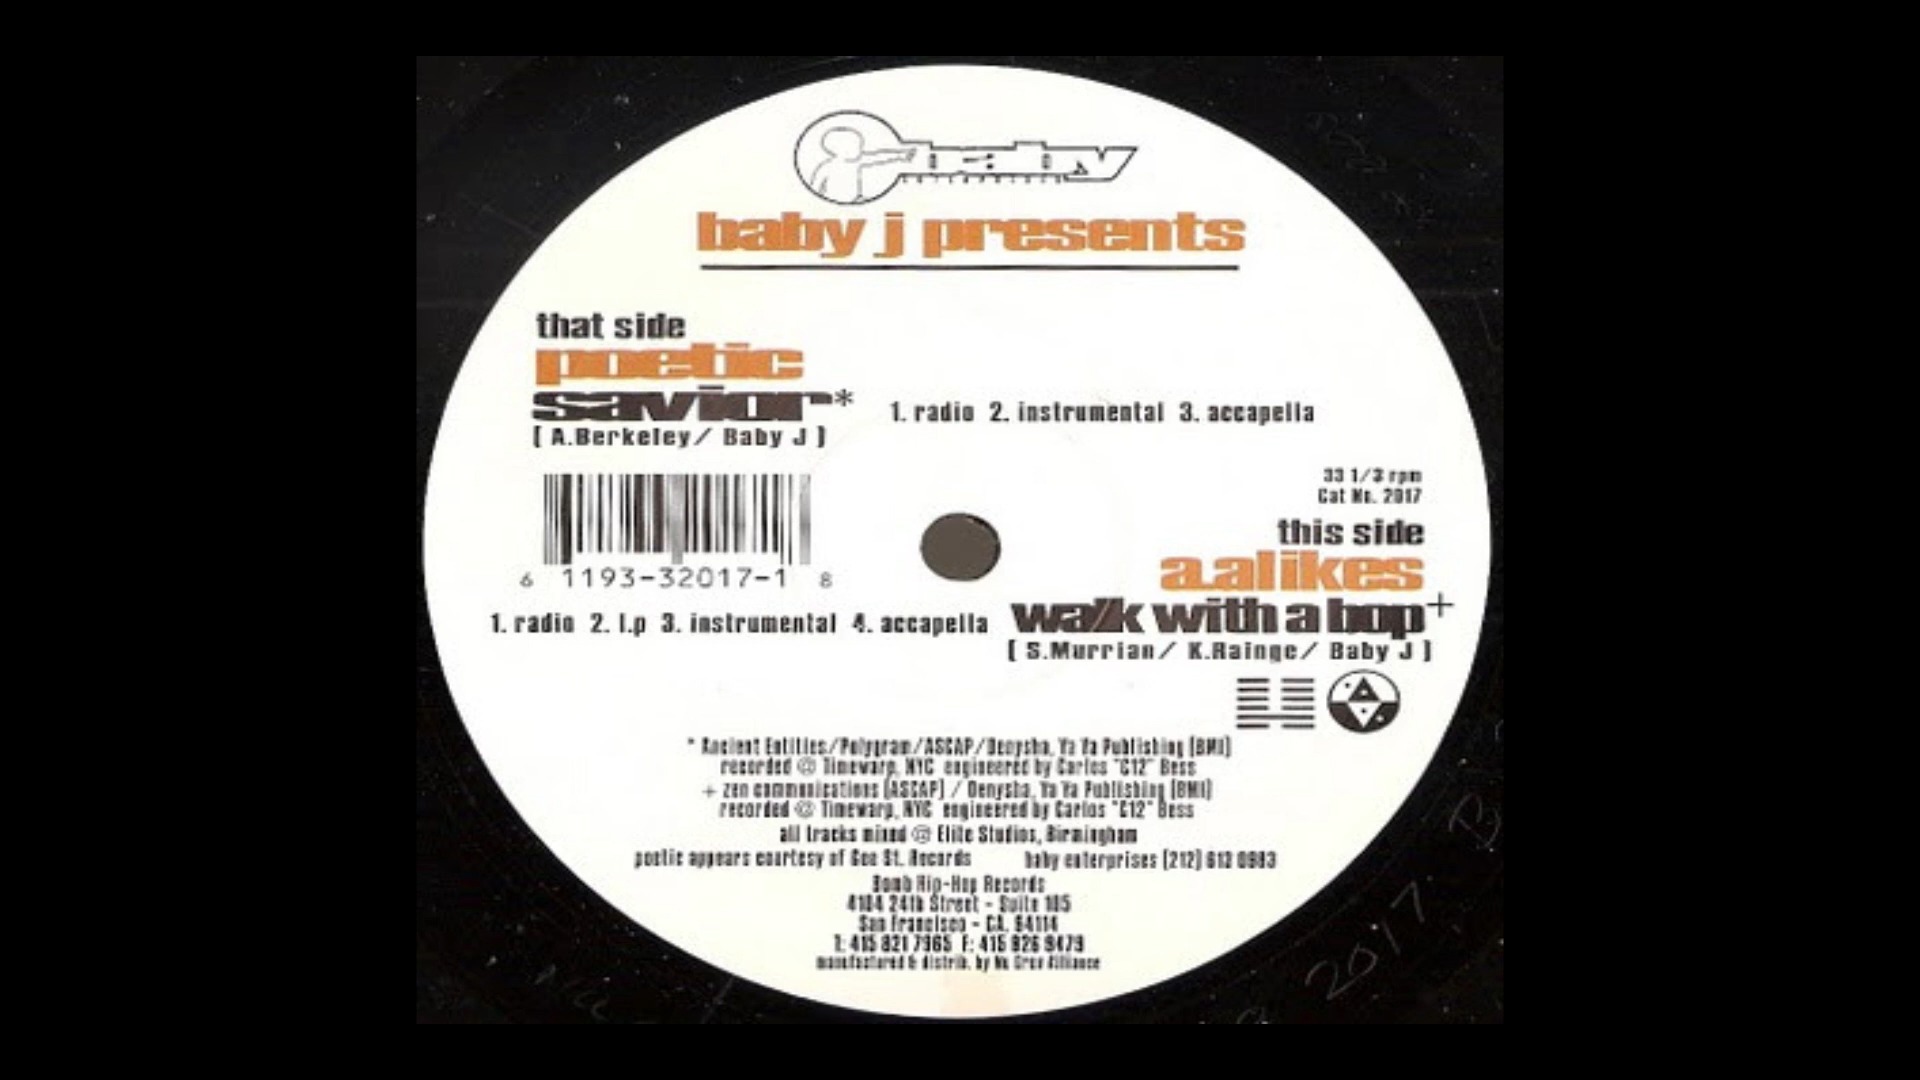 baby
ENTERPRISES
baby j presents
that side
poetic
savior*
[ A.Berkeley/ Baby J ]
1. radio 2. instrumental 3. accapella
6 1193-32017-1 8
33 1/3 rpm
Cat No. 2017
this side
a.alikes
walk with a bop+
[ S.Murrian/ K.Rainge/ Baby J ]
1. radio 2. l.p 3. instrumental 4. accapella
* Ancient Entities/Polygram/ASCAP/Denysha, Ya Ya Publishing [BMI]
recorded @ Timewarp, NYC engineered by Carlos "C12" Bess
+ zen communications [ASCAP] / Denysha, Ya Ya Publishing [BMI]
recorded @ Timewarp, NYC engineered by Carlos "C12" Bess
all tracks mixed @ Elite Studios, Birmingham
poetic appears courtesy of Gee St. Records baby enterprises [212] 613 0983
Bomb Hip-Hop Records
4104 24th Street - Suite 105
San Francisco - CA. 94114
T: 415 821 7965 F: 415 826 9479
manufactured & distrib. by Nu Gruv Alliance
2017